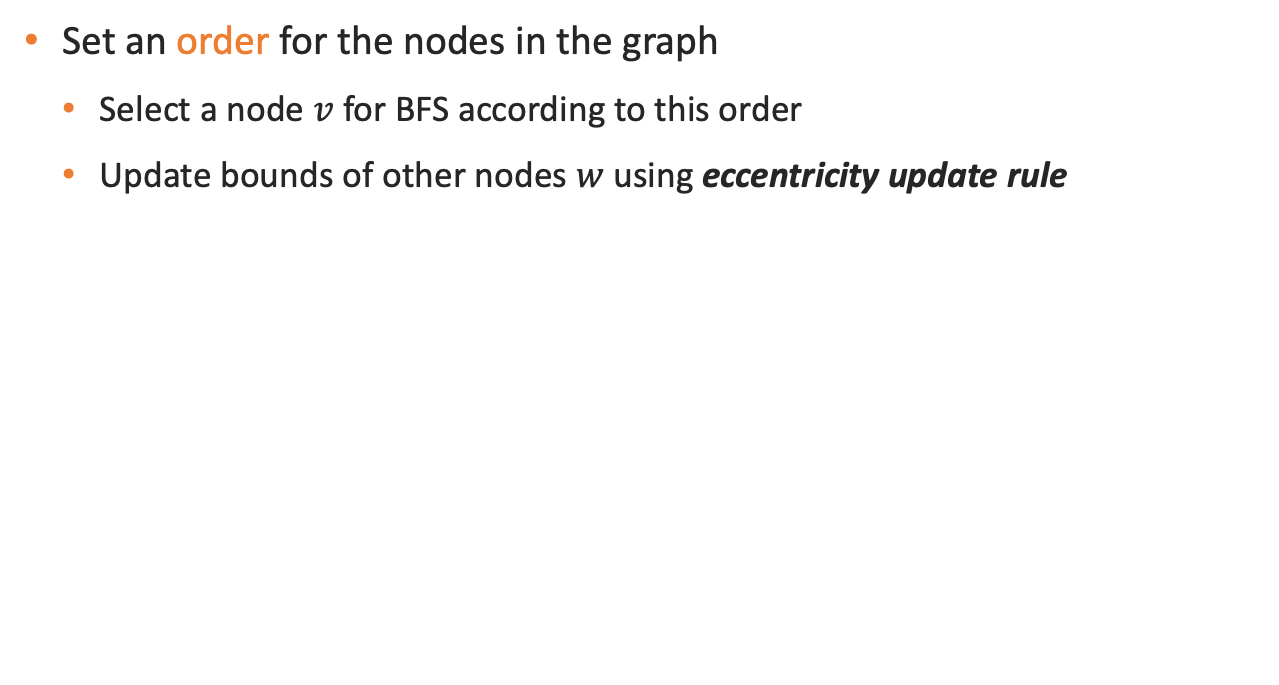 • Set an order for the nodes in the graph
• Select a node 𝑣 for BFS according to this order
• Update bounds of other nodes 𝑤 using eccentricity update rule